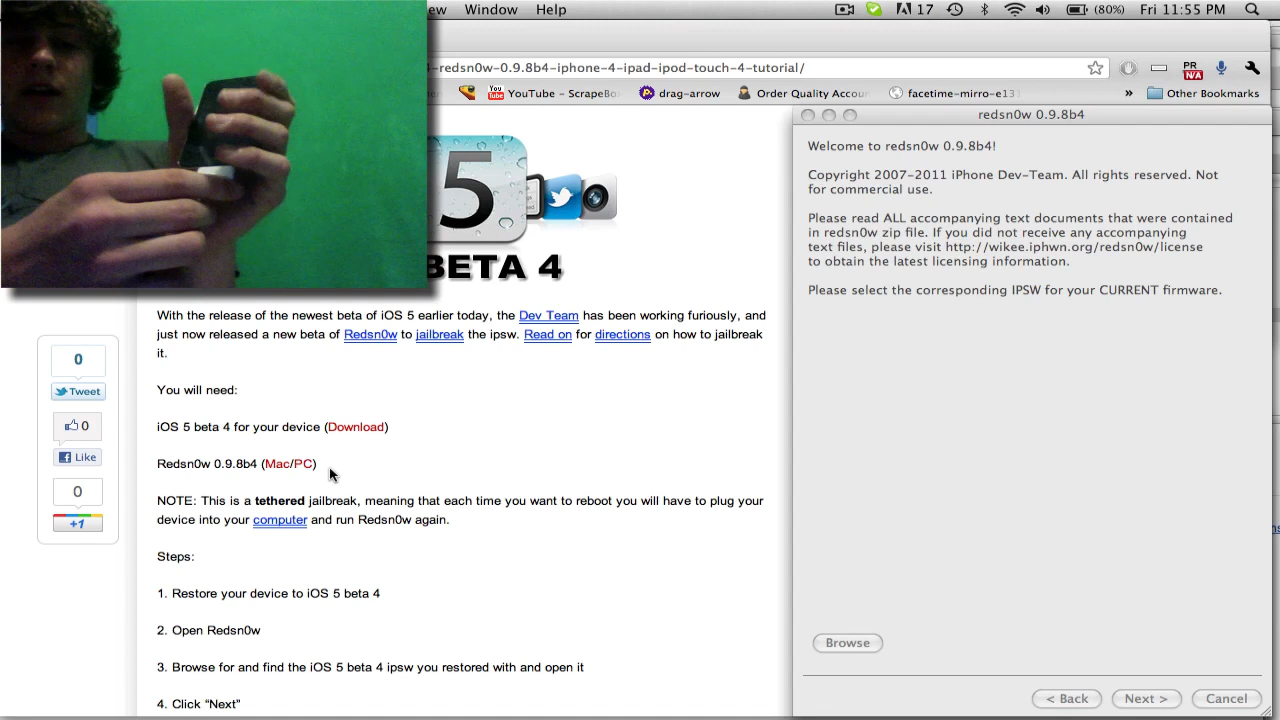 ew Window Help
17
(80%) Fri 11:55 PM
4-redsn0w-0.9.8b4-iphone-4-ipad-ipod-touch-4-tutorial/
PR
N/A
You
Tube
YouTube – ScrapeBo
drag-arrow
Order Quality Accou
facetime-mirro-e131
»
Other Bookmarks
5
BETA 4
With the release of the newest beta of iOS 5 earlier today, the Dev Team has been working furiously, and
just now released a new beta of Redsn0w to jailbreak the ipsw. Read on for directions on how to jailbreak
it.
You will need:
iOS 5 beta 4 for your device (Download)
Redsn0w 0.9.8b4 (Mac/PC)
NOTE: This is a tethered jailbreak, meaning that each time you want to reboot you will have to plug your
device into your computer and run Redsn0w again.
Steps:
1. Restore your device to iOS 5 beta 4
2. Open Redsn0w
3. Browse for and find the iOS 5 beta 4 ipsw you restored with and open it
4. Click “Next”
0
Tweet
0
Like
0
+1
redsn0w 0.9.8b4
Welcome to redsn0w 0.9.8b4!
Copyright 2007-2011 iPhone Dev-Team. All rights reserved. Not
for commercial use.
Please read ALL accompanying text documents that were contained
in redsn0w zip file. If you did not receive any accompanying
text files, please visit http://wikee.iphwn.org/redsn0w/license
to obtain the latest licensing information.
Please select the corresponding IPSW for your CURRENT firmware.
Browse
< Back
Next >
Cancel